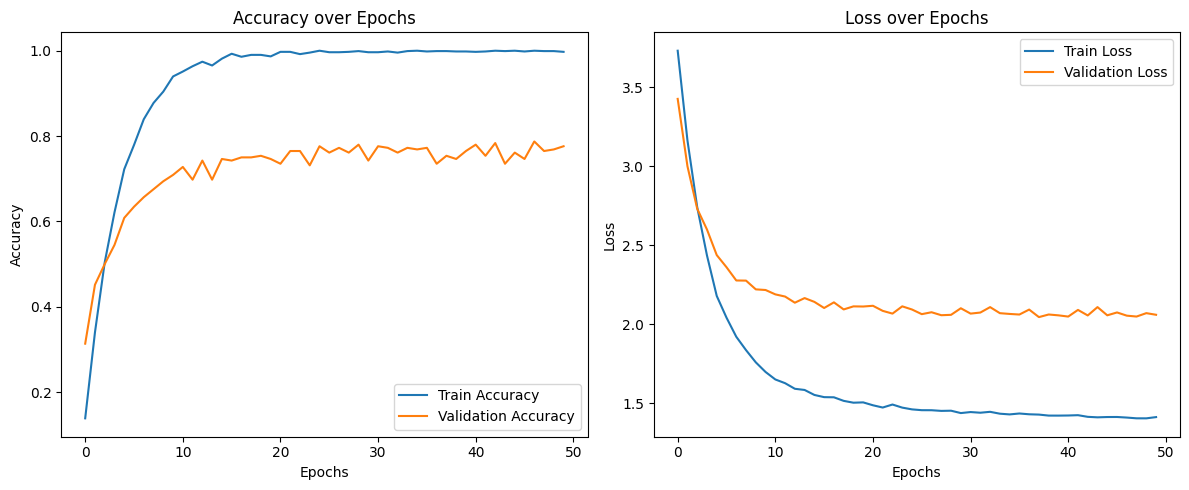 Accuracy over Epochs
1.0
0.8
0.6
0.4
0.2
Accuracy
Train Accuracy
Validation Accuracy
0 10 20 30 40 50
Epochs
Loss over Epochs
3.5
3.0
2.5
2.0
1.5
Loss
Train Loss
Validation Loss
0 10 20 30 40 50
Epochs